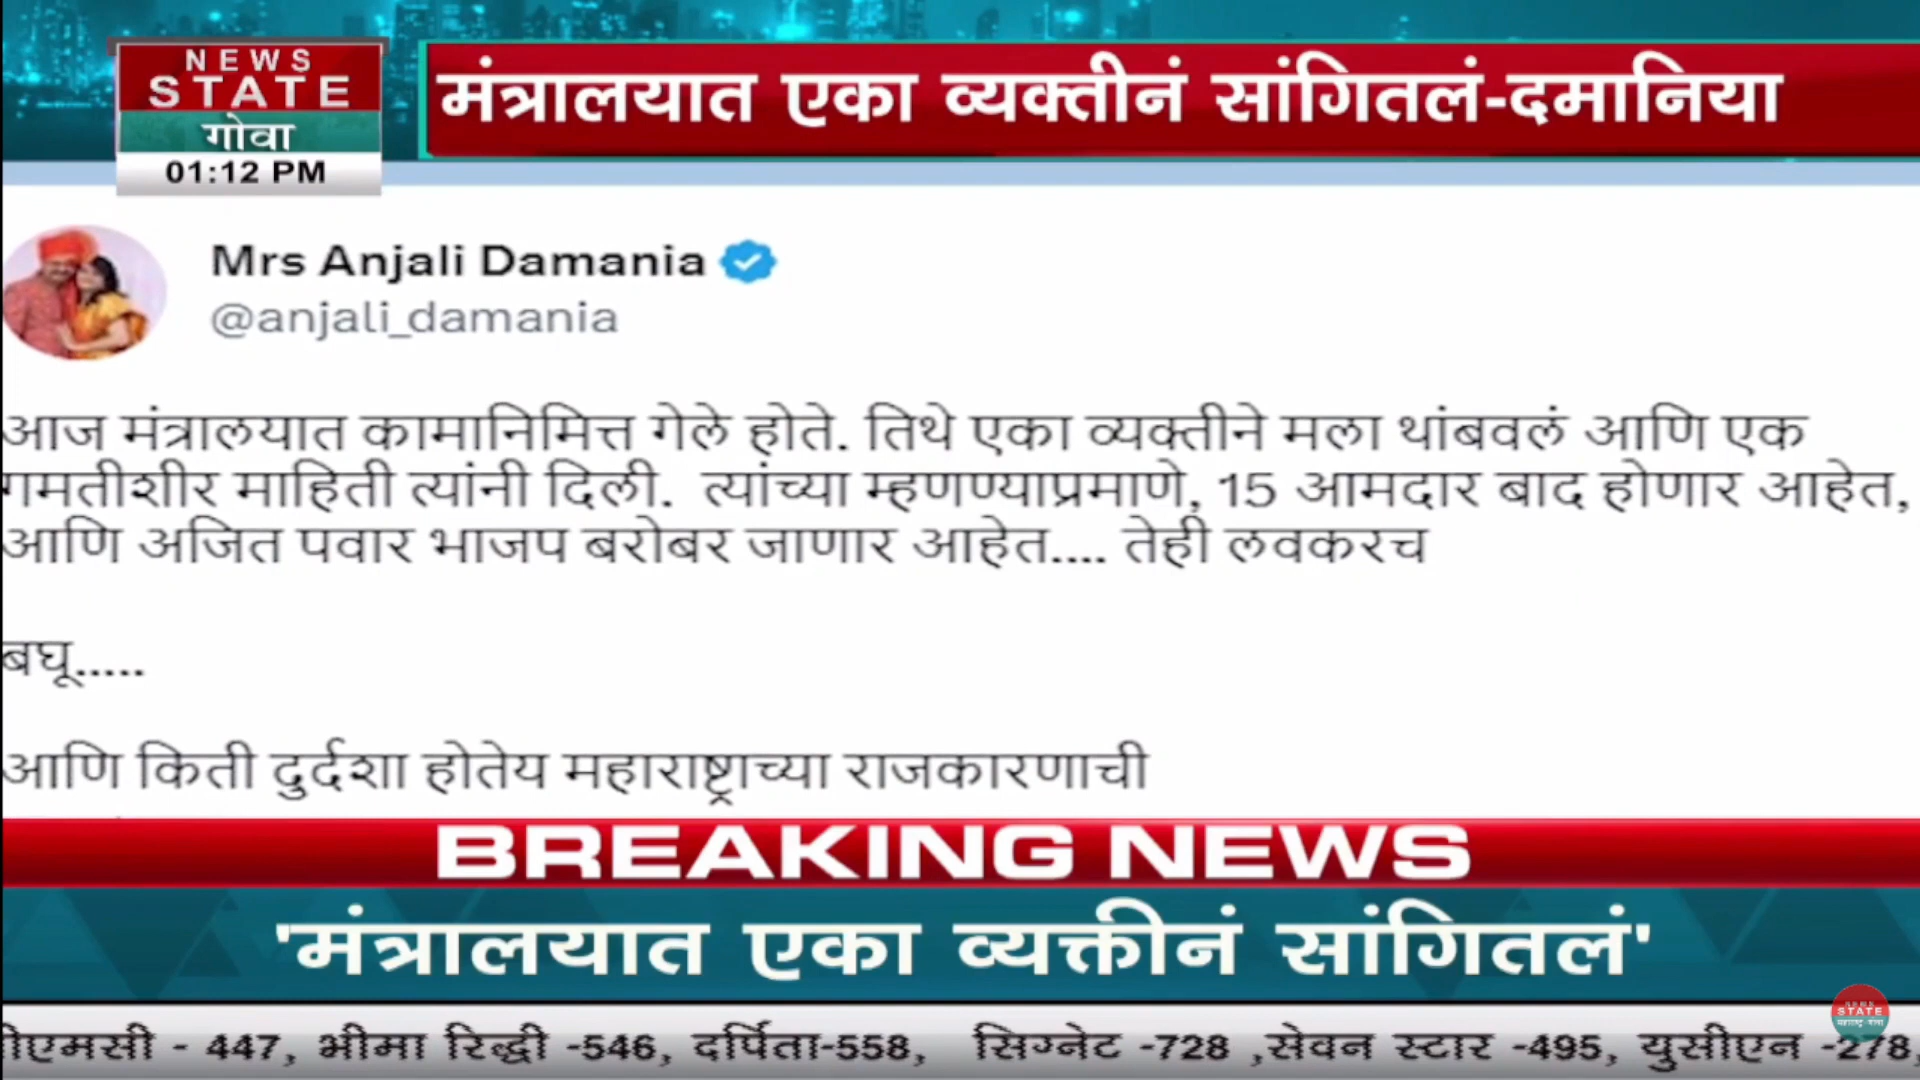 NEWS
STATE
गोवा
01:12 PM
मंत्रालयात एका व्यक्तीनं सांगितलं-दमानिया
Mrs Anjali Damania
@anjali_damania
आज मंत्रालयात कामानिमित्त गेले होते. तिथे एका व्यक्तीने मला थांबवलं आणि एक
गमतीशीर माहिती त्यांनी दिली. त्यांच्या म्हणण्याप्रमाणे, 15 आमदार बाद होणार आहेत,
आणि अजित पवार भाजप बरोबर जाणार आहेत.... तेही लवकरच
बघू.....
आणि किती दुर्दशा होतेय महाराष्ट्राच्या राजकारणाची
BREAKING NEWS
'मंत्रालयात एका व्यक्तीनं सांगितलं'
- 447, भीमा रिद्धी -546, दर्पिता-558, सिग्नेट -728 ,सेवन स्टार -495, युसीएन -278,
NEWS
STATE